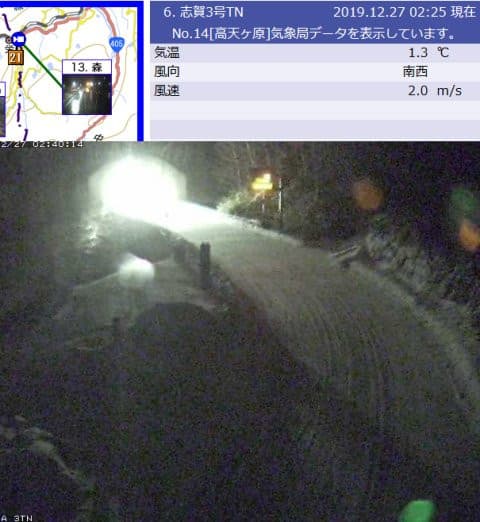 6. 志賀3号TN 2019.12.27 02:25 現在
No.14[高天ヶ原]気象局データを表示しています。
気温 1.3 ℃
風向 南西
風速 2.0 m/s
405
21
13. 森
2/27 02:40:14
A 3TN